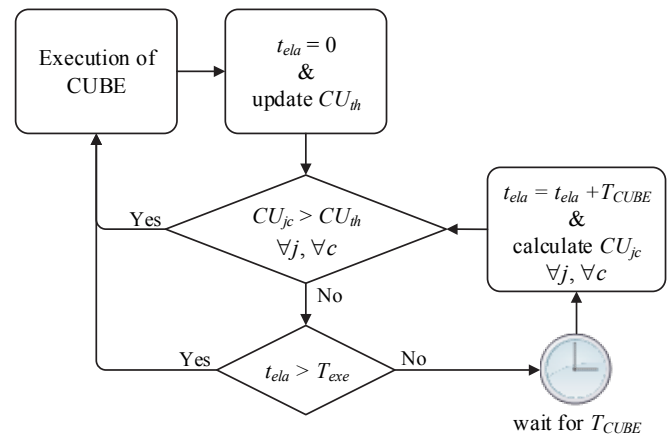 Execution of
CUBE
t_ela = 0
&
update CU_th
CU_jc > CU_th
∀j, ∀c
Yes
No
t_ela = t_ela + T_CUBE
&
calculate CU_jc
∀j, ∀c
t_ela > T_exe
Yes
No
wait for T_CUBE